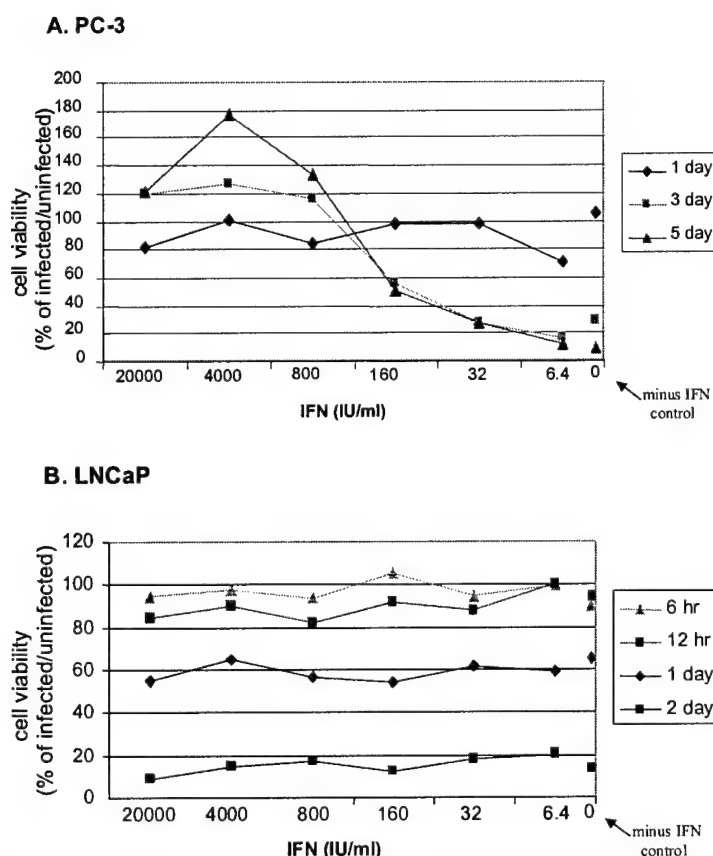 A. PC-3
cell viability
(% of infected/uninfected)
200
180
160
140
120
100
80
60
40
20
0
20000 4000 800 160 32 6.4 0
IFN (IU/ml)
1 day
3 day
5 day
minus IFN
control
B. LNCaP
cell viability
(% of infected/uninfected)
120
100
80
60
40
20
0
20000 4000 800 160 32 6.4 0
IFN (IU/ml)
6 hr
12 hr
1 day
2 day
minus IFN
control